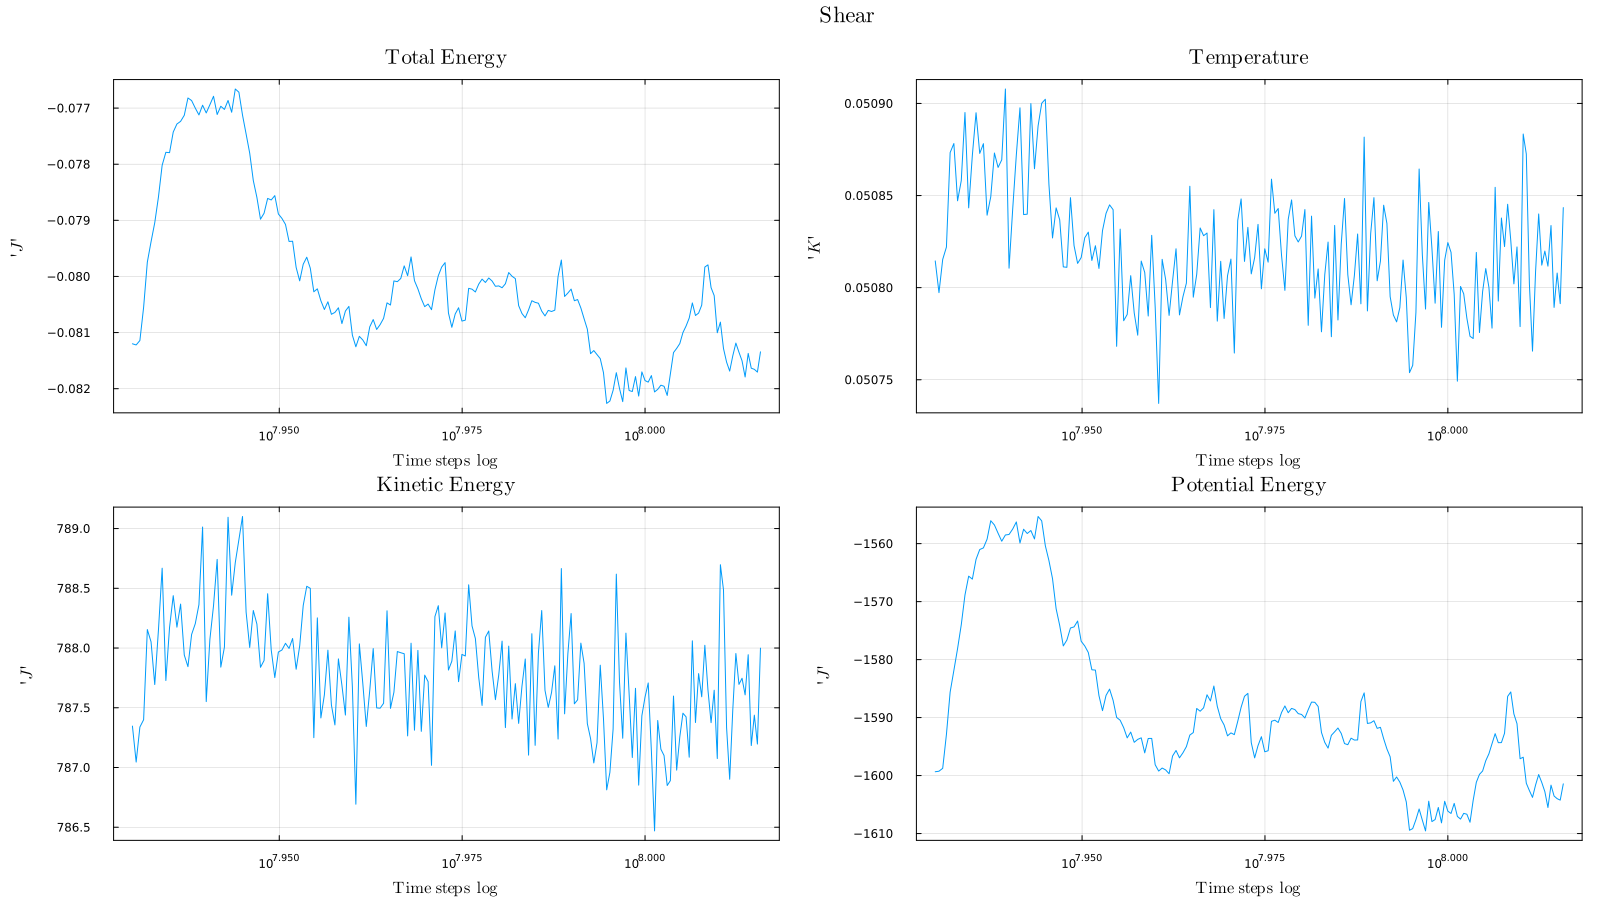 Shear
Total Energy
'J'
−0.077
−0.078
−0.079
−0.080
−0.081
−0.082
10^7.950 10^7.975 10^8.000
Time steps log
Temperature
'K'
0.05090
0.05085
0.05080
0.05075
10^7.950 10^7.975 10^8.000
Time steps log
Kinetic Energy
'J'
789.0
788.5
788.0
787.5
787.0
786.5
10^7.950 10^7.975 10^8.000
Time steps log
Potential Energy
'J'
−1560
−1570
−1580
−1590
−1600
−1610
10^7.950 10^7.975 10^8.000
Time steps log